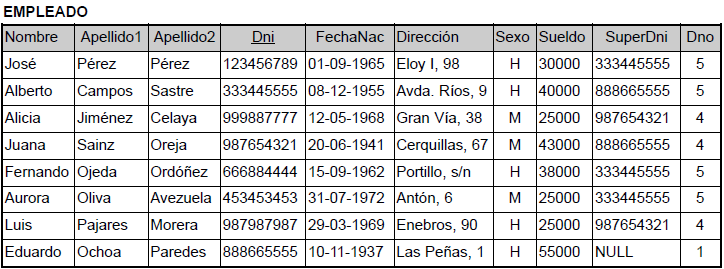 EMPLEADO
Nombre Apellido1 Apellido2 Dni FechaNac Dirección Sexo Sueldo SuperDni Dno
José Pérez Pérez 123456789 01-09-1965 Eloy I, 98 H 30000 333445555 5
Alberto Campos Sastre 333445555 08-12-1955 Avda. Ríos, 9 H 40000 888665555 5
Alicia Jiménez Celaya 999887777 12-05-1968 Gran Vía, 38 M 25000 987654321 4
Juana Sainz Oreja 987654321 20-06-1941 Cerquillas, 67 M 43000 888665555 4
Fernando Ojeda Ordóñez 666884444 15-09-1962 Portillo, s/n H 38000 333445555 5
Aurora Oliva Avezuela 453453453 31-07-1972 Antón, 6 M 25000 333445555 5
Luis Pajares Morera 987987987 29-03-1969 Enebros, 90 H 25000 987654321 4
Eduardo Ochoa Paredes 888665555 10-11-1937 Las Peñas, 1 H 55000 NULL 1